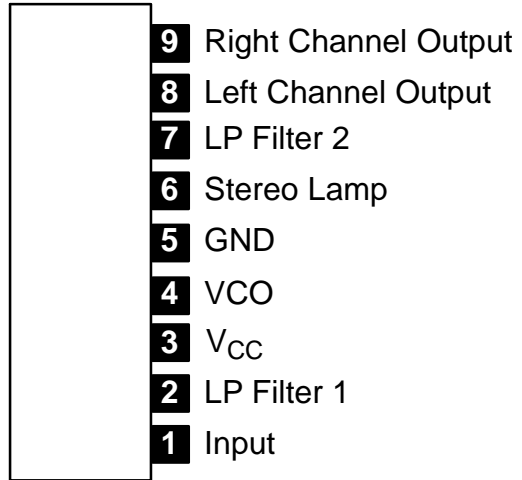 9 Right Channel Output
8 Left Channel Output
7 LP Filter 2
6 Stereo Lamp
5 GND
4 VCO
3 VCC
2 LP Filter 1
1 Input